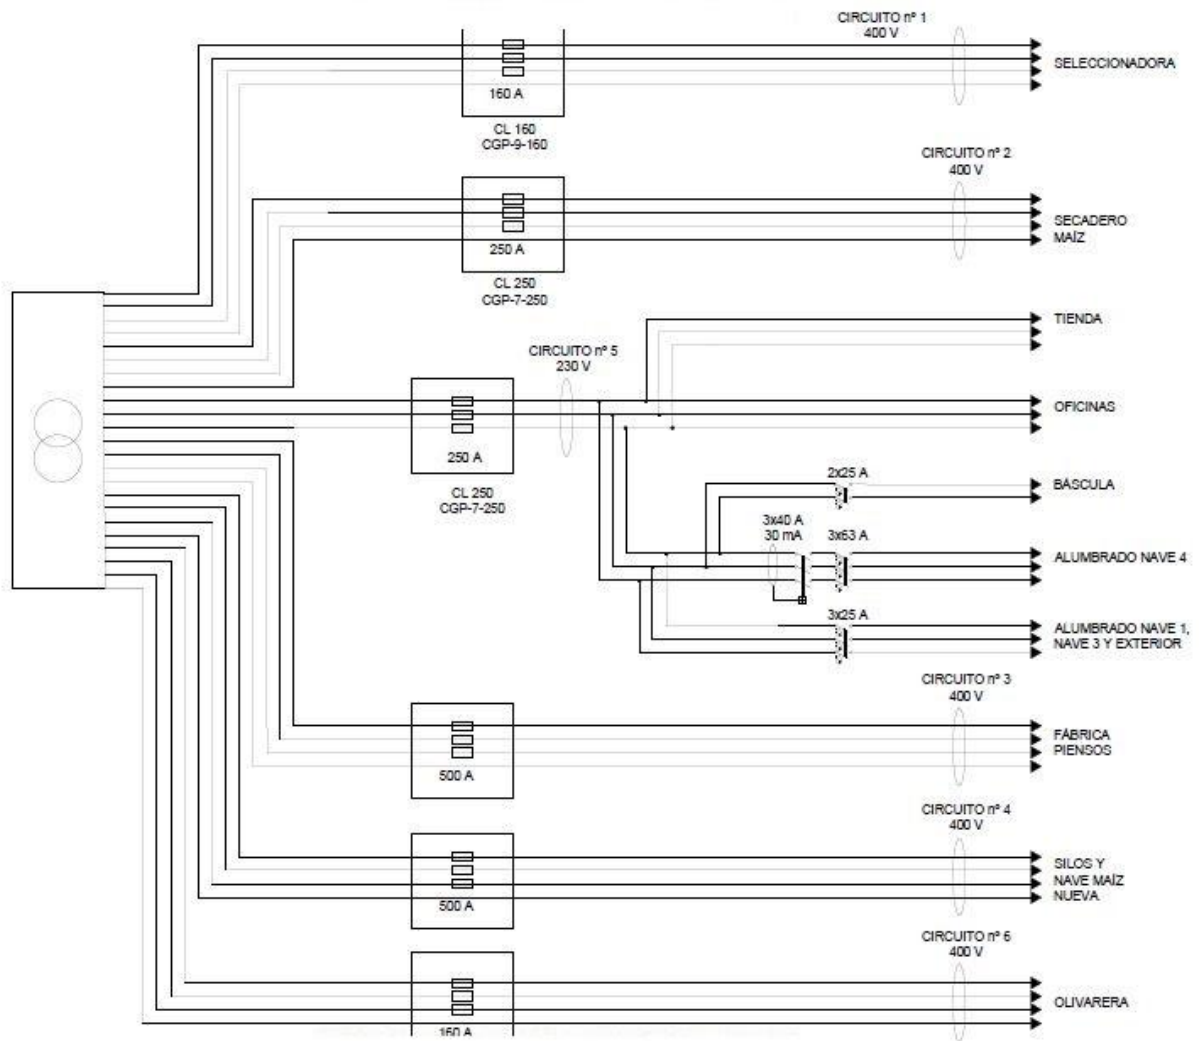 CIRCUITO nº 1
400 V
SELECCIONADORA
160 A
CL 160
CGP-9-160
CIRCUITO nº 2
400 V
SECADERO
MAÍZ
250 A
CL 250
CGP-7-250
TIENDA
CIRCUITO nº 5
230 V
OFICINAS
250 A
CL 250
CGP-7-250
2x25 A
BÁSCULA
3x40 A
30 mA
3x63 A
ALUMBRADO NAVE 4
3x25 A
ALUMBRADO NAVE 1,
NAVE 3 Y EXTERIOR
CIRCUITO nº 3
400 V
FÁBRICA
PIENSOS
500 A
CIRCUITO nº 4
400 V
SILOS Y
NAVE MAÍZ
NUEVA
500 A
CIRCUITO nº 6
400 V
OLIVARERA
160 A